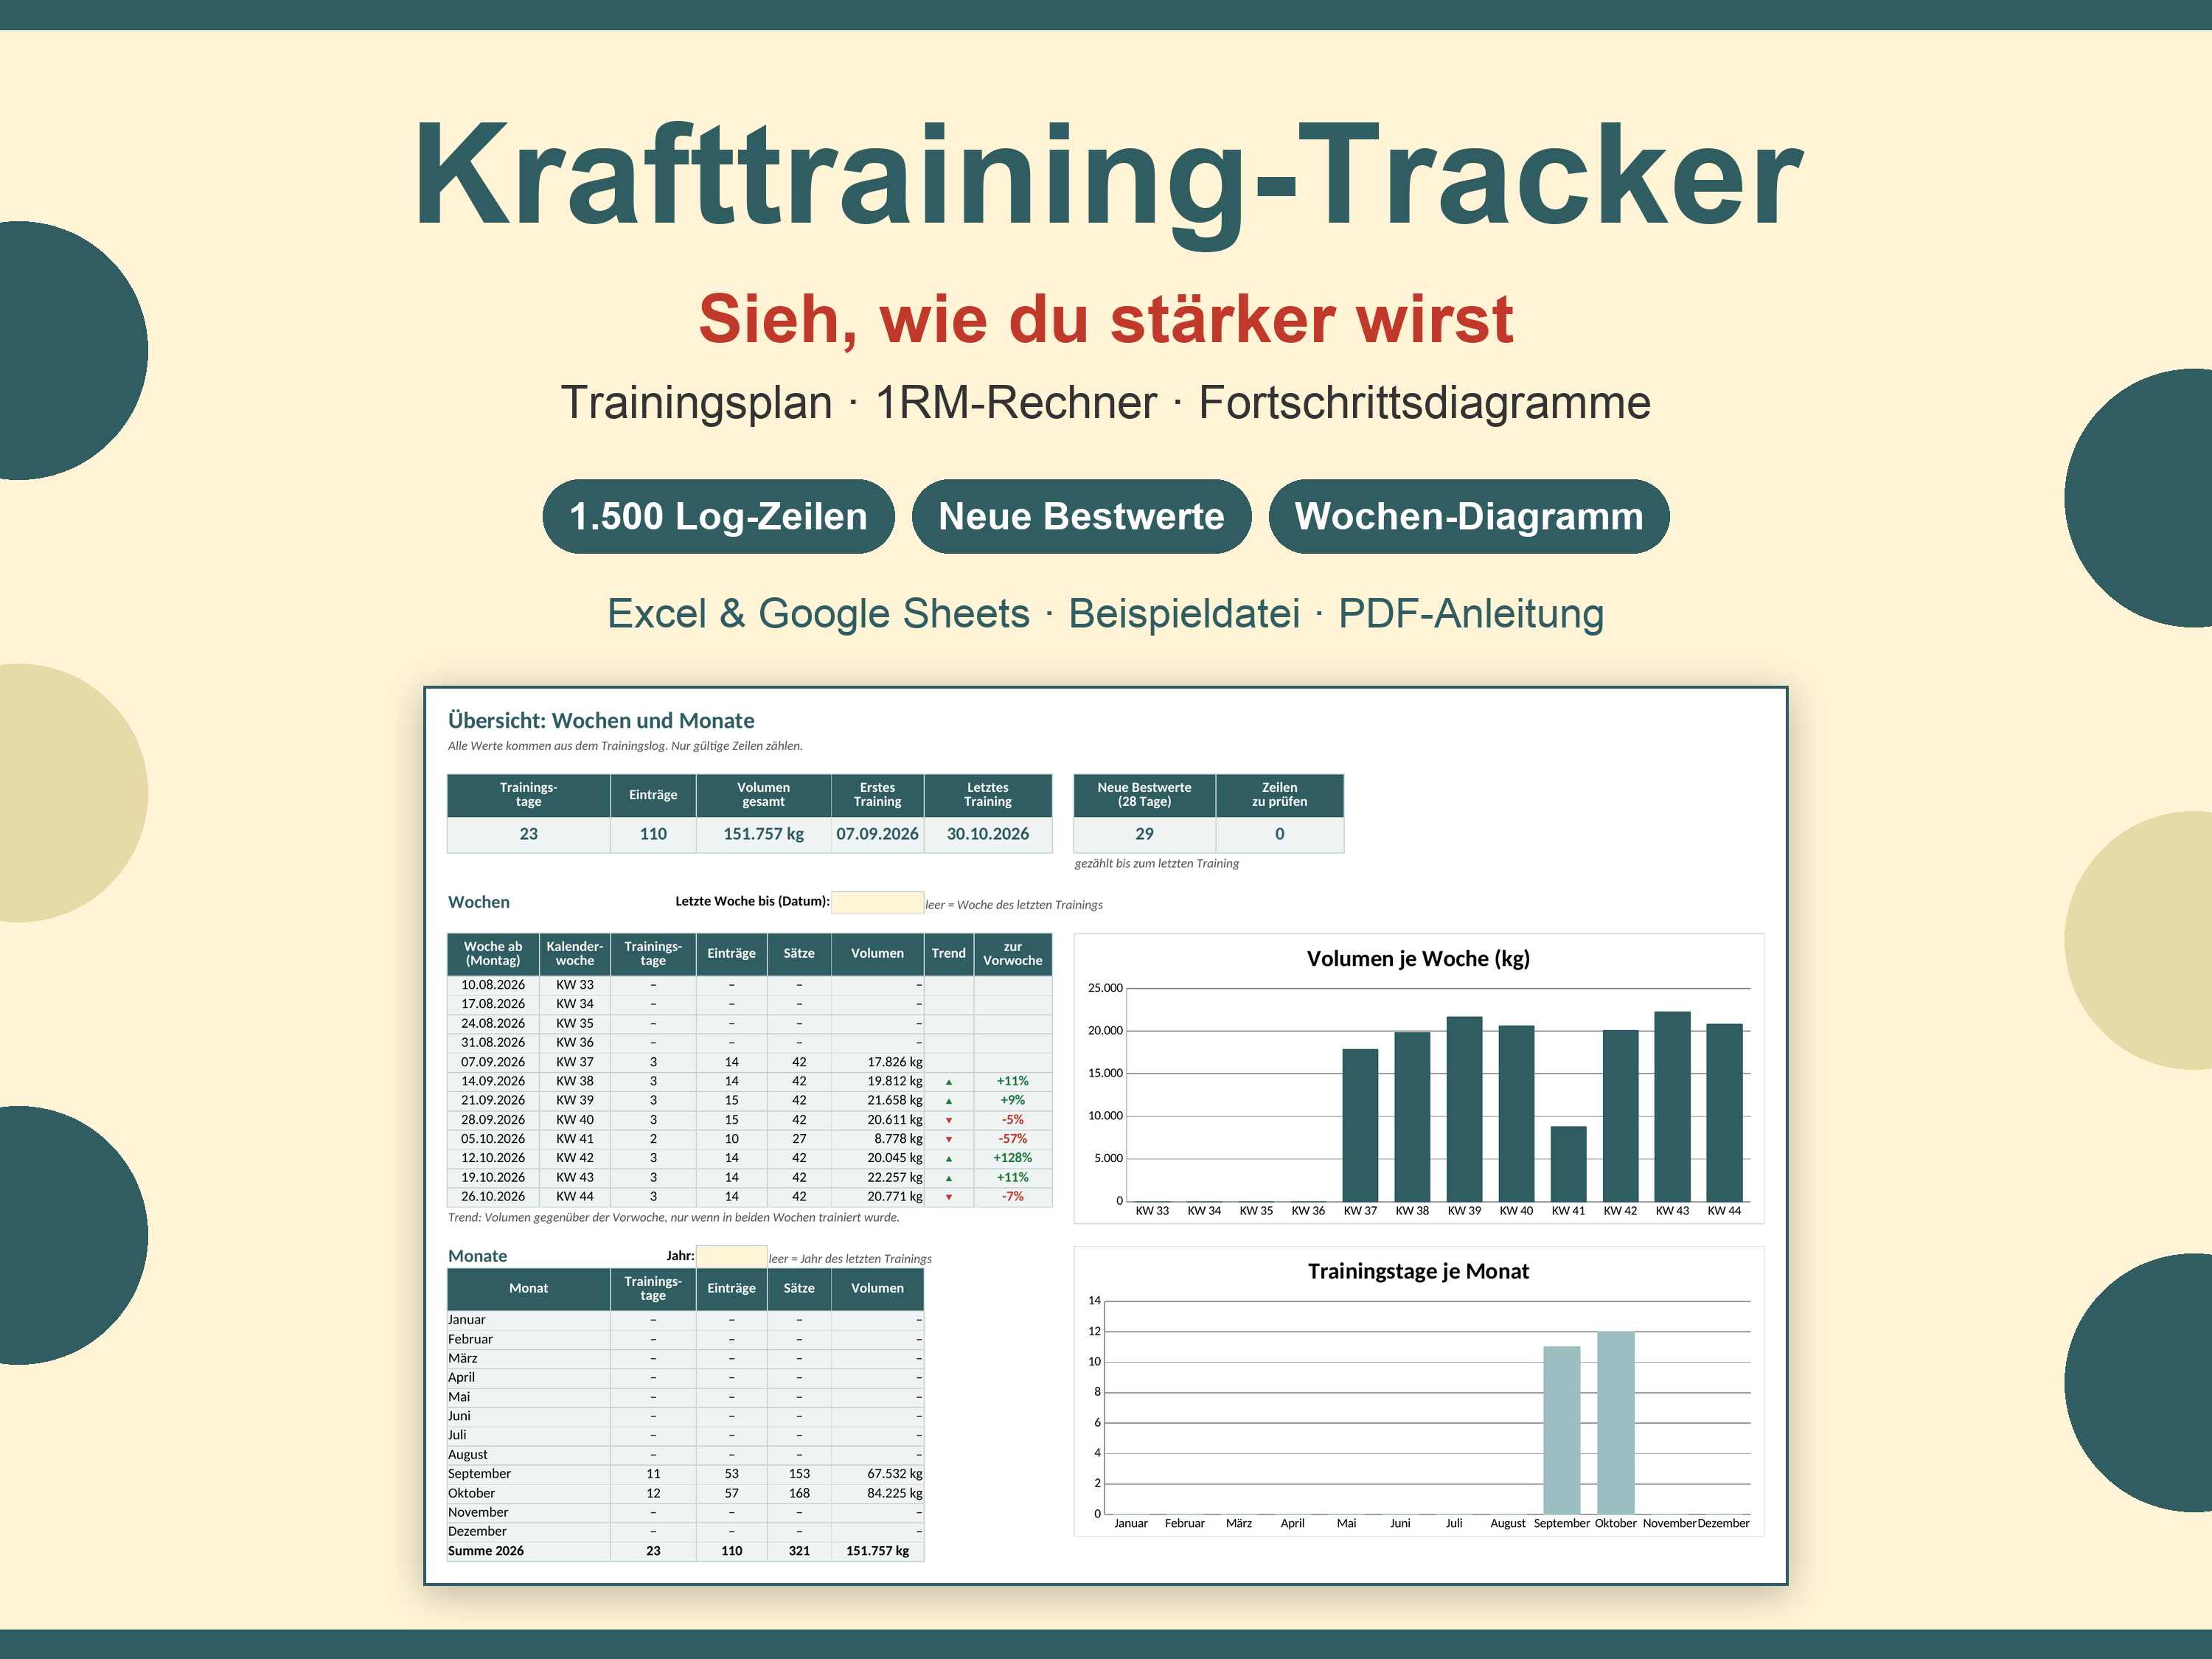 Krafttraining-Tracker
Sieh, wie du stärker wirst
Trainingsplan · 1RM-Rechner · Fortschrittsdiagramme
1.500 Log-Zeilen Neue Bestwerte Wochen-Diagramm
Excel & Google Sheets · Beispieldatei · PDF-Anleitung
Übersicht: Wochen und Monate
Alle Werte kommen aus dem Trainingslog. Nur gültige Zeilen zählen.
Trainings-
tage
Einträge
Volumen
gesamt
Erstes
Training
Letztes
Training
Neue Bestwerte
(28 Tage)
Zeilen
zu prüfen
23 110 151.757 kg 07.09.2026 30.10.2026 29 0
gezählt bis zum letzten Training
Wochen Letzte Woche bis (Datum): leer = Woche des letzten Trainings
Woche ab
(Montag)
Kalender-
woche
Trainings-
tage
Einträge
Sätze
Volumen
Trend
zur
Vorwoche
10.08.2026 KW 33 – – – –
17.08.2026 KW 34 – – – –
24.08.2026 KW 35 – – – –
31.08.2026 KW 36 – – – –
07.09.2026 KW 37 3 14 42 17.826 kg
14.09.2026 KW 38 3 14 42 19.812 kg ▲ +11%
21.09.2026 KW 39 3 15 42 21.658 kg ▲ +9%
28.09.2026 KW 40 3 15 42 20.611 kg ▼ -5%
05.10.2026 KW 41 2 10 27 8.778 kg ▼ -57%
12.10.2026 KW 42 3 14 42 20.045 kg ▲ +128%
19.10.2026 KW 43 3 14 42 22.257 kg ▲ +11%
26.10.2026 KW 44 3 14 42 20.771 kg ▼ -7%
Trend: Volumen gegenüber der Vorwoche, nur wenn in beiden Wochen trainiert wurde.
Volumen je Woche (kg)
25.000
20.000
15.000
10.000
5.000
0
KW 33 KW 34 KW 35 KW 36 KW 37 KW 38 KW 39 KW 40 KW 41 KW 42 KW 43 KW 44
Monate Jahr: leer = Jahr des letzten Trainings
Monat
Trainings-
tage
Einträge
Sätze
Volumen
Januar – – – –
Februar – – – –
März – – – –
April – – – –
Mai – – – –
Juni – – – –
Juli – – – –
August – – – –
September 11 53 153 67.532 kg
Oktober 12 57 168 84.225 kg
November – – – –
Dezember – – – –
Summe 2026 23 110 321 151.757 kg
Trainingstage je Monat
14
12
10
8
6
4
2
0
Januar Februar März April Mai Juni Juli August September Oktober November Dezember